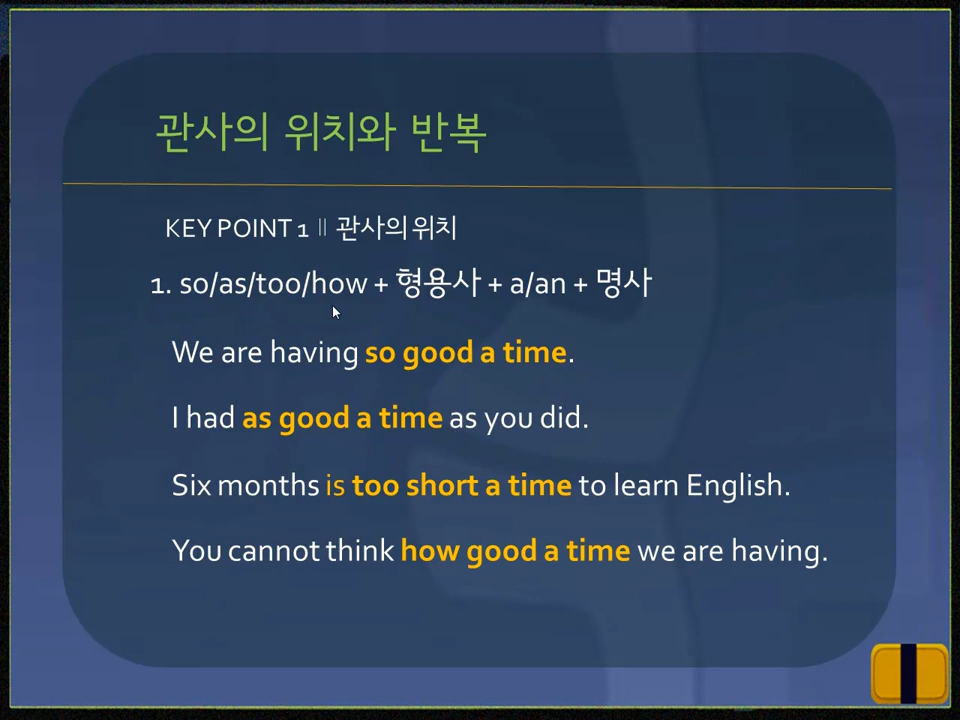 관사의 위치와 반복
KEY POINT 1 || 관사의 위치
1. so/as/too/how + 형용사 + a/an + 명사
We are having so good a time.
I had as good a time as you did.
Six months is too short a time to learn English.
You cannot think how good a time we are having.